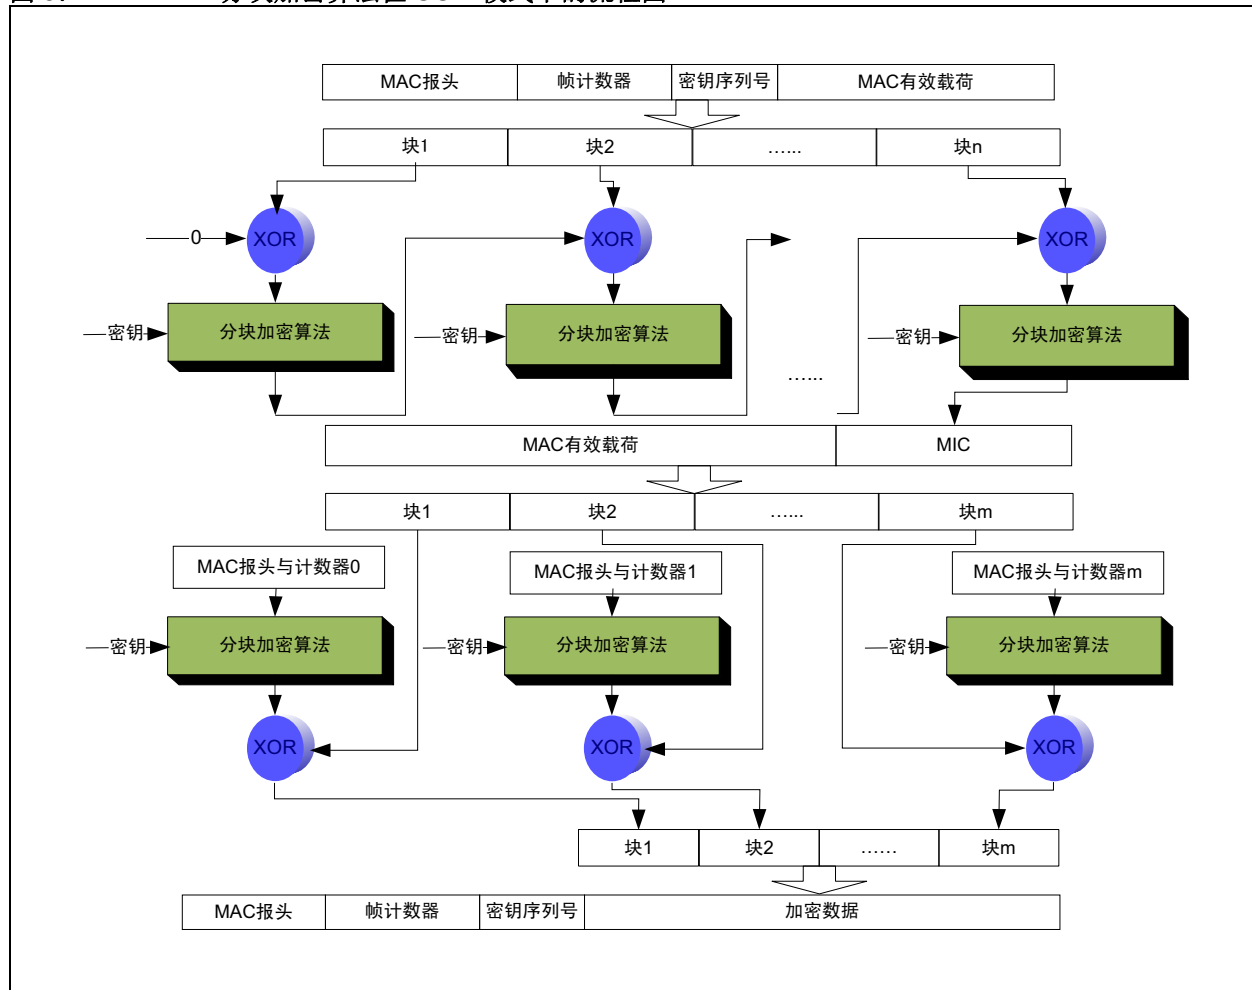 MAC报头 帧计数器 密钥序列号 MAC有效载荷
块1 块2 …... 块n
0 XOR XOR XOR
密钥 分块加密算法 密钥 分块加密算法 密钥 分块加密算法
…...
MAC有效载荷 MIC
块1 块2 …... 块m
MAC报头与计数器0 MAC报头与计数器1 MAC报头与计数器m
密钥 分块加密算法 密钥 分块加密算法 密钥 分块加密算法
XOR XOR XOR
块1 块2 …… 块m
MAC报头 帧计数器 密钥序列号 加密数据